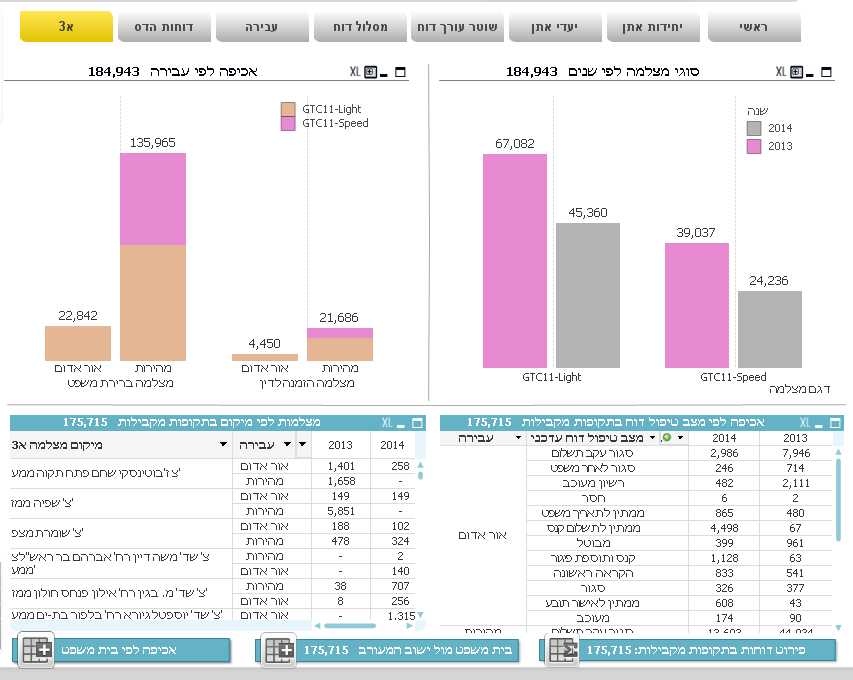 ראשי
יחידות אתן
יעדי אתן
שוטר עורך דוח
מסלול דוח
עבירה
דוחות הדס
א3
סוגי מצלמה לפי שנים 184,943
XL
שנה
2014
2013
67,082
45,360
39,037
24,236
GTC11-Light
GTC11-Speed
דגם מצלמה
אכיפה לפי עבירה 184,943
XL
GTC11-Light
GTC11-Speed
135,965
22,842
21,686
4,450
אור אדום
מהירות
אור אדום
מהירות
מצלמה ברירת משפט
מצלמה הזמנה לדין
אכיפה לפי מצב טיפול דוח בתקופות מקבילות 175,715
XL
עבירה מצב טיפול דוח עדכני 2014 2013
סגור עקב תשלום 2,986 7,946
סגור לאחר משפט 246 714
רשיון מעוכב 482 2,111
חסר 6 2
ממתין לתאריך משפט 865 480
ממתין לתשלום קנס 4,498 67
אור אדום
מבוטל 399 961
קנס ותוספת פיגור 1,128 63
הקראה ראשונה 833 541
סגור 326 377
ממתין לאישור תובע 608 43
מעוכב 174 90
מהירות סגור עקב תשלום
מצלמות לפי מיקום בתקופות מקבילות 175,715
XL
מיקום מצלמה א3 עבירה 2013 2014
צ' ז'בוטינסקי שחם פתח תקוה ממע
אור אדום 1,401 258
מהירות 1,658 -
צ' שפיה ממז
אור אדום 149 149
מהירות 5,851 -
צ' שומרת מצפ
אור אדום 188 102
מהירות 478 324
צ' שד' משה דיין רח' אברהם בר ראש"לצ
ממע'
מהירות - 2
אור אדום - 140
צ' שד' מ. בגין רח' אילון פנחס חולון ממז
מהירות 38 707
אור אדום 8 256
צ' שד' יוספטל גיורא רח' בלפור בת-ים ממע
אור אדום - 1.315
פירוט דוחות בתקופות מקבילות: 175,715
בית משפט מול ישוב המעורב 175,715
אכיפה לפי בית משפט